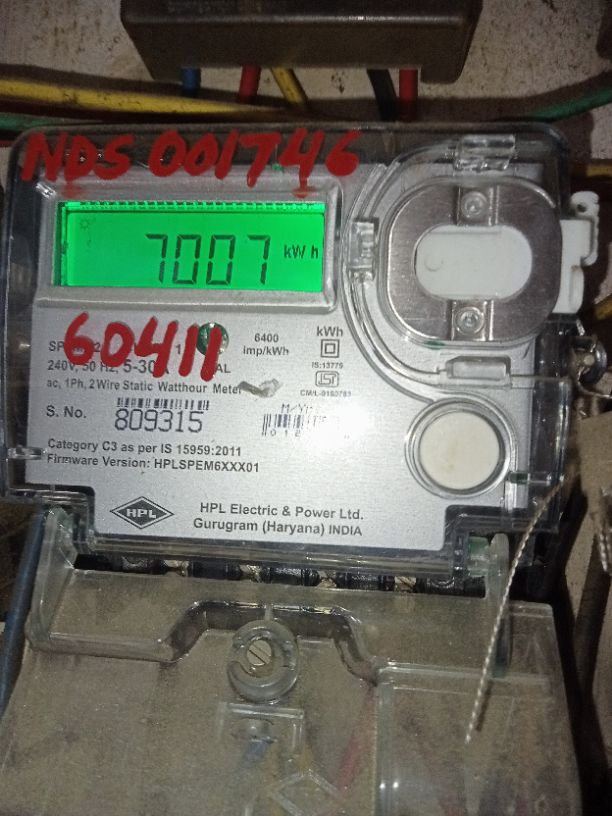 NDS 001746
7007 kWh
60411
6400
imp/kWh
kWh
IS:13779
240V, 50 Hz, 5-30
ac, 1Ph, 2 Wire Static Watthour Meter
S. No.
809315
Category C3 as per IS 15959:2011
Firmware Version: HPLSPEM6XXX01
HPL
HPL Electric & Power Ltd.
Gurugram (Haryana) INDIA